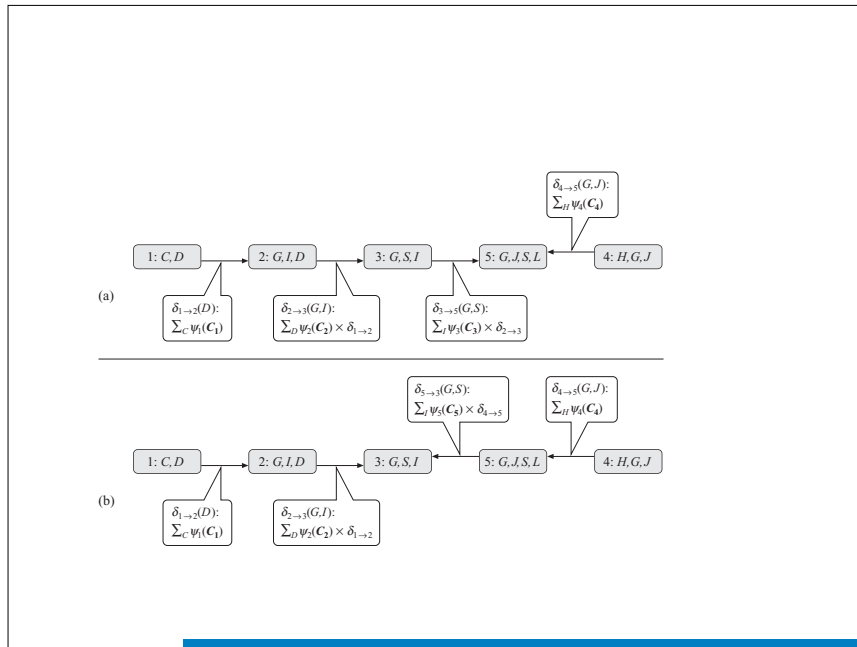 δ4→5(G,J):
∑H ψ4(C4)
1: C,D
2: G,I,D
3: G,S,I
5: G,J,S,L
4: H,G,J
(a)
δ1→2(D):
∑C ψ1(C1)
δ2→3(G,I):
∑D ψ2(C2) × δ1→2
δ3→5(G,S):
∑I ψ3(C3) × δ2→3
δ5→3(G,S):
∑I ψ5(C5) × δ4→5
δ4→5(G,J):
∑H ψ4(C4)
1: C,D
2: G,I,D
3: G,S,I
5: G,J,S,L
4: H,G,J
(b)
δ1→2(D):
∑C ψ1(C1)
δ2→3(G,I):
∑D ψ2(C2) × δ1→2